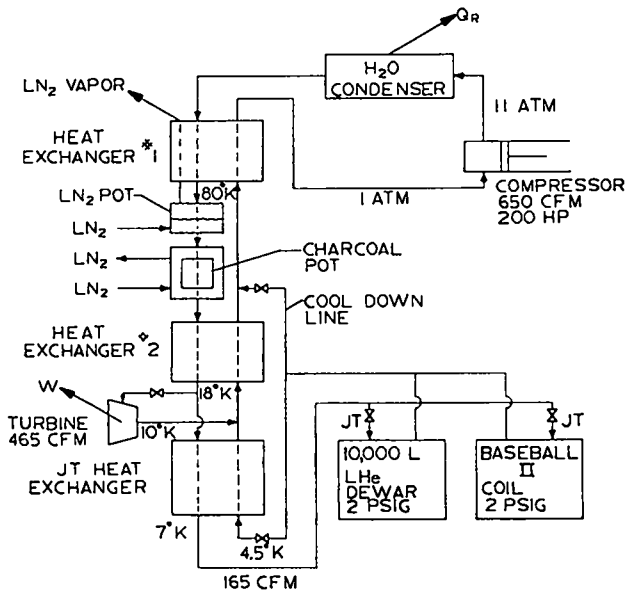 QR
H2O
CONDENSER
LN2 VAPOR
11 ATM
HEAT
EXCHANGER #1
80°K
LN2 POT
LN2
1 ATM
COMPRESSOR
650 CFM
200 HP
LN2
LN2
CHARCOAL
POT
COOL DOWN
LINE
HEAT
EXCHANGER #2
18°K
W
TURBINE
465 CFM
10°K
JT
JT
JT HEAT
EXCHANGER
10,000 L
LHe
DEWAR
2 PSIG
BASEBALL
II
COIL
2 PSIG
7°K
4.5°K
165 CFM